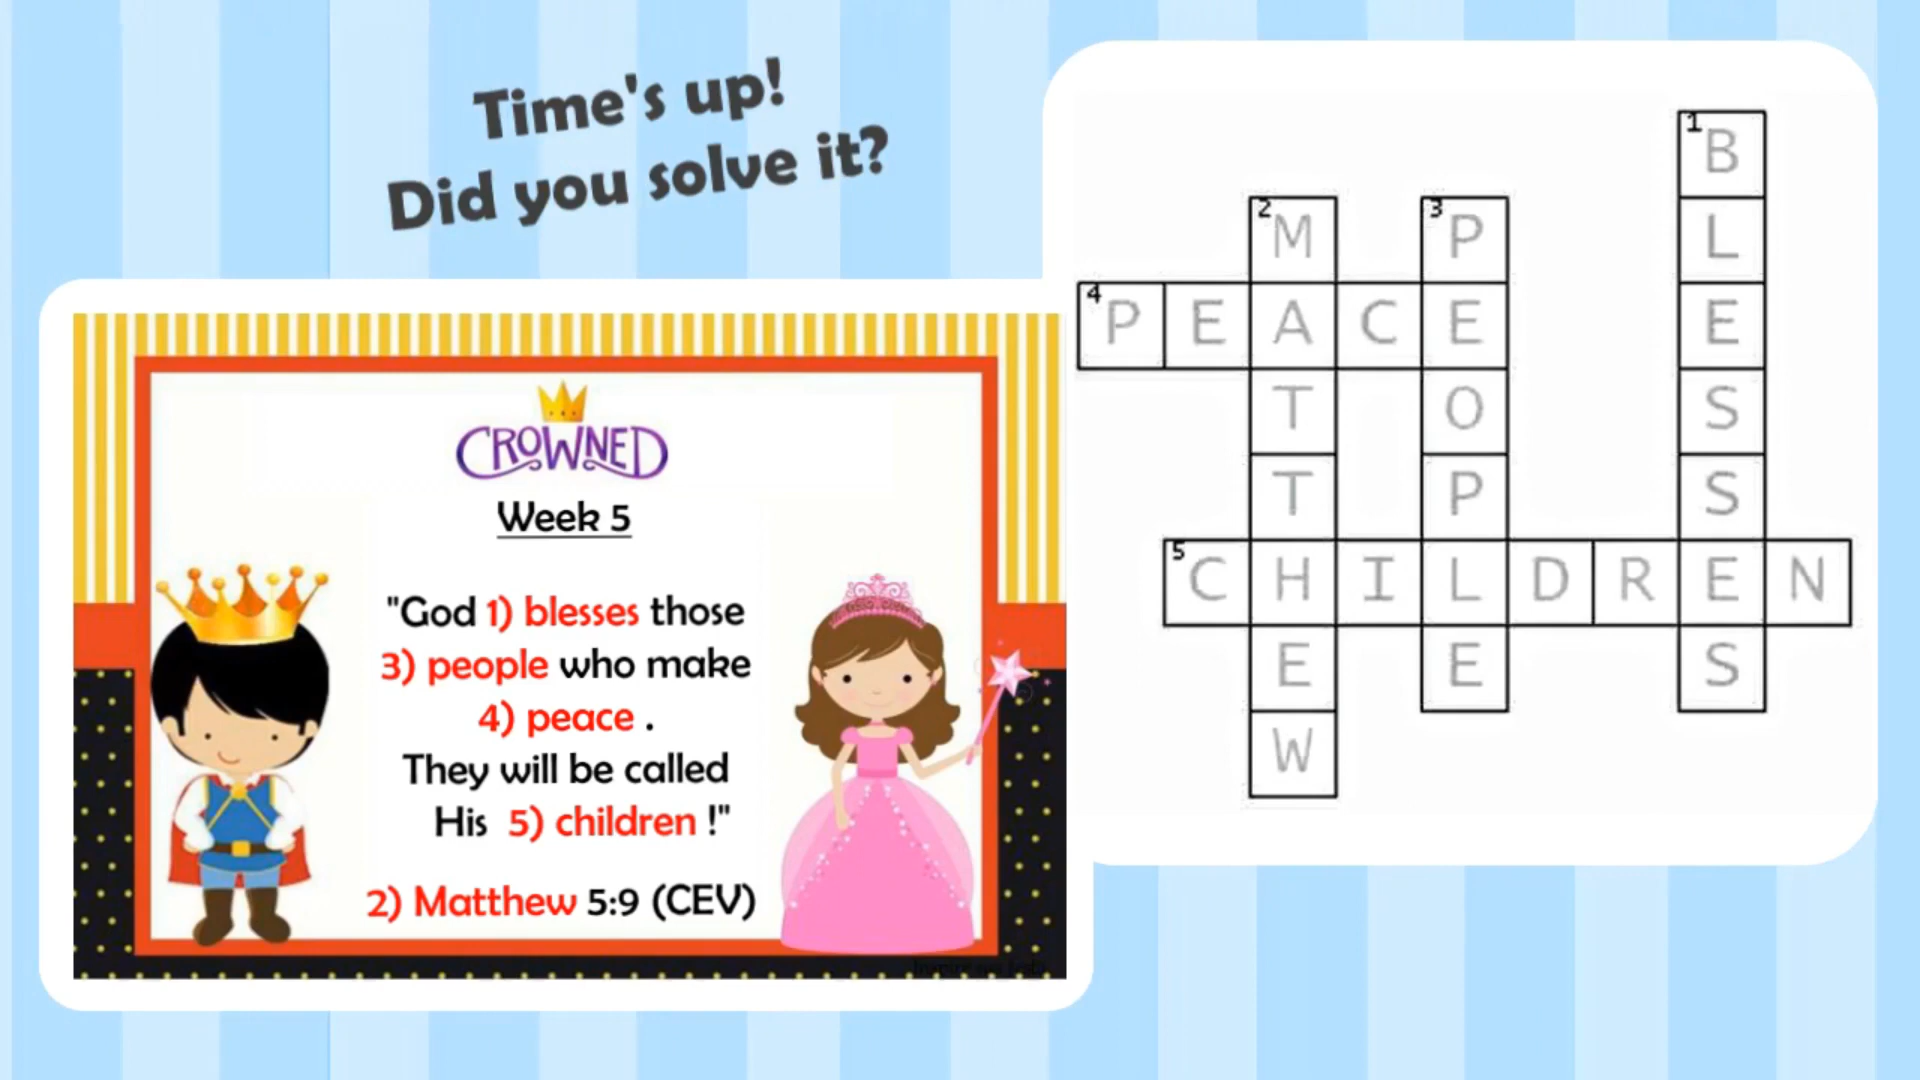 Time's up!
Did you solve it?
CROWNED
Week 5
"God 1) blesses those
3) people who make
4) peace .
They will be called
His 5) children !"
2) Matthew 5:9 (CEV)
1 B
2 M 3 P L
4 P E A C E E
T O S
T P S
5 C H I L D R E N
E E S
W